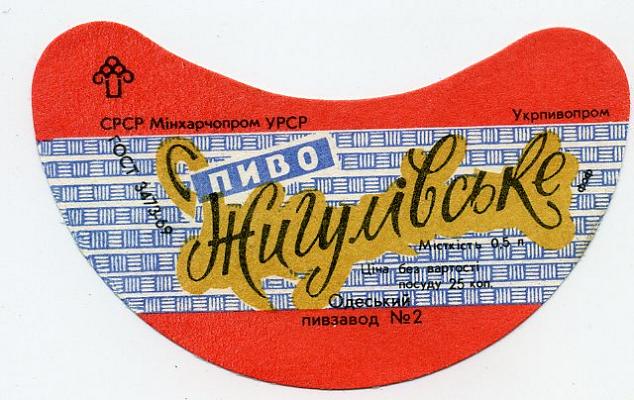 СРСР Мінхарчопром УРСР
Укрпивопром
ГОСТ 3473-69
ПИВО
Жигулівське
Місткість 0,5 л.
Ціна без вартості
посуду 25 коп.
Одеський
пивзавод №2